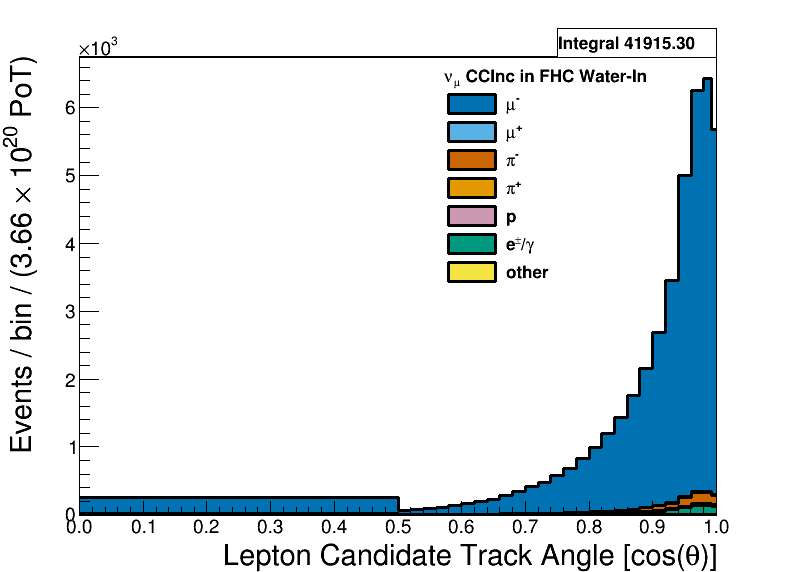 Integral 41915.30
×10³
ν_μ CCInc in FHC Water-In
μ⁻
μ⁺
π⁻
π⁺
p
e±/γ
other
6
5
4
3
2
1
0
0.0 0.1 0.2 0.3 0.4 0.5 0.6 0.7 0.8 0.9 1.0
Lepton Candidate Track Angle [cos(θ)]
Events / bin / (3.66 × 10²⁰ PoT)